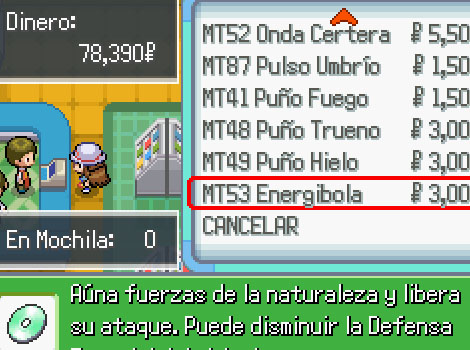 Dinero:
78,390₽
MT52 Onda Certera ₽ 5,50
MT87 Pulso Umbrío ₽ 1,50
MT41 Puño Fuego ₽ 1,50
MT48 Puño Trueno ₽ 3,00
MT49 Puño Hielo ₽ 3,00
MT53 Energibola ₽ 3,00
CANCELAR
En Mochila: 0
Aúna fuerzas de la naturaleza y libera
su ataque. Puede disminuir la Defensa